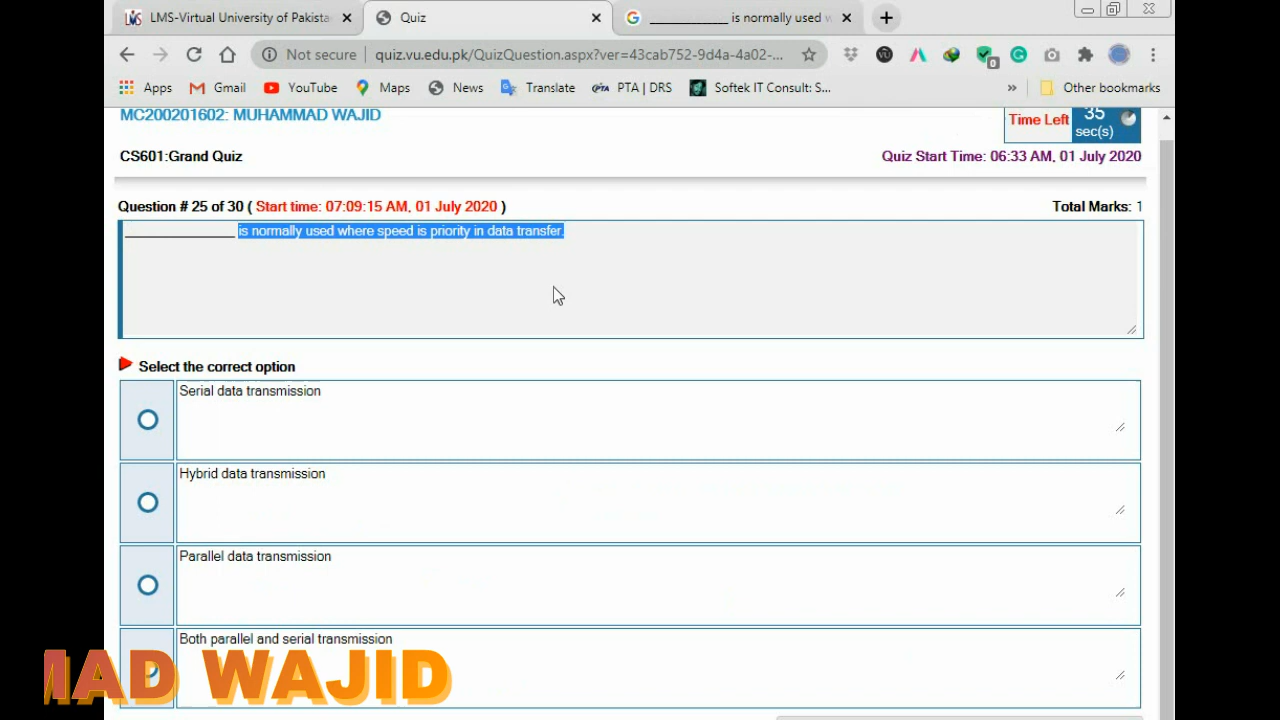 LMS-Virtual University of Pakista
Quiz
______________ is normally used w
Not secure
quiz.vu.edu.pk/QuizQuestion.aspx?ver=43cab752-9d4a-4a02-...
Apps
Gmail
YouTube
Maps
News
Translate
PTA | DRS
Softek IT Consult: S...
»
Other bookmarks
MC200201602: MUHAMMAD WAJID
Time Left
35
sec(s)
CS601:Grand Quiz
Quiz Start Time: 06:33 AM, 01 July 2020
Question # 25 of 30 ( Start time: 07:09:15 AM, 01 July 2020 )
Total Marks: 1
______________ is normally used where speed is priority in data transfer.
Select the correct option
Serial data transmission
Hybrid data transmission
Parallel data transmission
Both parallel and serial transmission
MAD WAJID